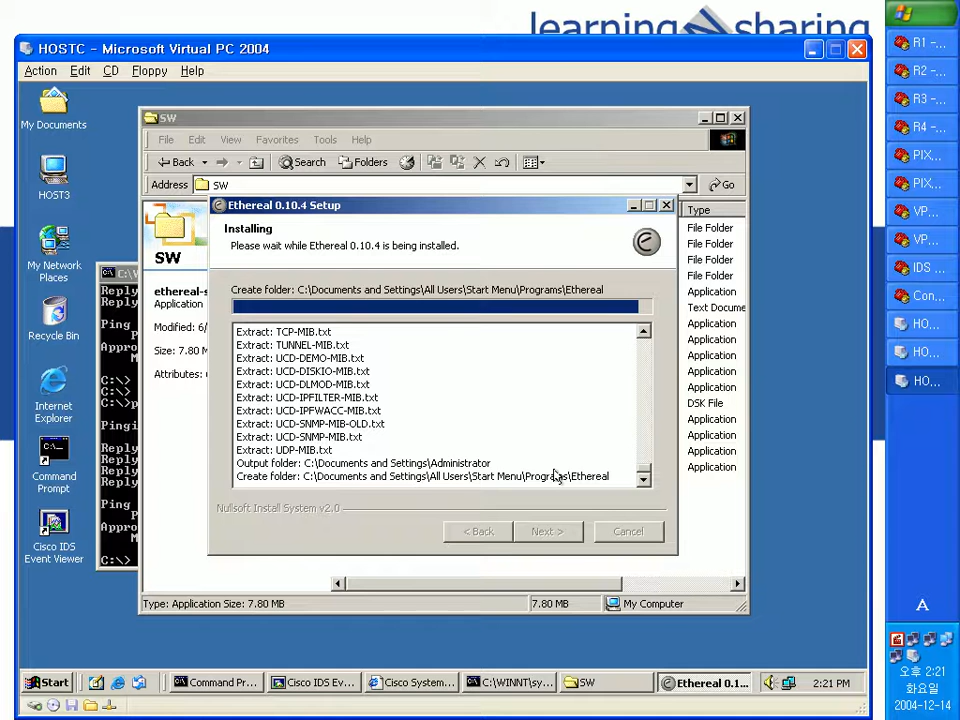 learning sharing
HOSTC - Microsoft Virtual PC 2004
Action Edit CD Floppy Help
My Documents
HOST3
My Network Places
Recycle Bin
Internet Explorer
Command Prompt
Cisco IDS Event Viewer
SW
File Edit View Favorites Tools Help
Back Search Folders
Address SW Go
SW
ethereal-s
Application
Modified: 6/
Size: 7.80 M
Attributes:
Type
File Folder
File Folder
File Folder
File Folder
Application
Text Docume
Application
Application
Application
Application
Application
DSK File
Application
Application
Application
Application
C:\W
Reply
Reply
Ping
Appro
M
C:\>
C:\>
C:\>p
Pingi
Reply
Reply
Reply
Reply
Ping
Appro
M
C:\>
Ethereal 0.10.4 Setup
Installing
Please wait while Ethereal 0.10.4 is being installed.
Create folder: C:\Documents and Settings\All Users\Start Menu\Programs\Ethereal
Extract: TCP-MIB.txt
Extract: TUNNEL-MIB.txt
Extract: UCD-DEMO-MIB.txt
Extract: UCD-DISKIO-MIB.txt
Extract: UCD-DLMOD-MIB.txt
Extract: UCD-IPFILTER-MIB.txt
Extract: UCD-IPFWACC-MIB.txt
Extract: UCD-SNMP-MIB-OLD.txt
Extract: UCD-SNMP-MIB.txt
Extract: UDP-MIB.txt
Output folder: C:\Documents and Settings\Administrator
Create folder: C:\Documents and Settings\All Users\Start Menu\Programs\Ethereal
Nullsoft Install System v2.0
< Back Next > Cancel
Type: Application Size: 7.80 MB 7.80 MB My Computer
Start Command Pr... Cisco IDS Ev... Cisco System... C:\WINNT\sy... SW Ethereal 0.1... 2:21 PM
R1 -...
R2 -...
R3 -...
R4 -...
PIX...
PIX...
VP...
VP...
IDS ...
Con...
HO...
HO...
HO...
A
오후 2:21
화요일
2004-12-14